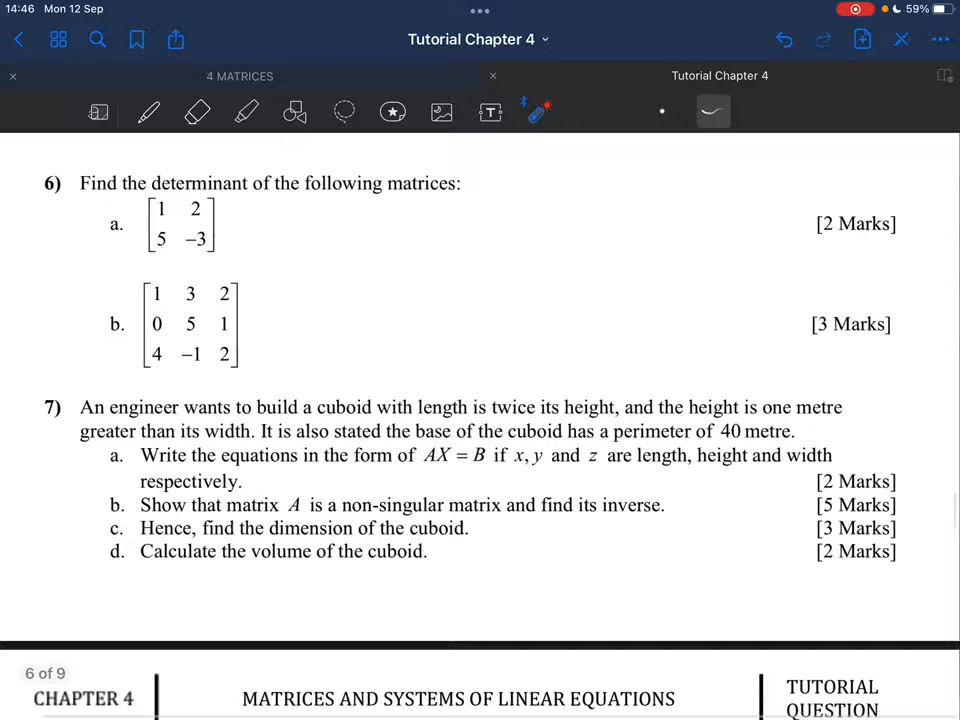 14:46 Mon 12 Sep
59%
Tutorial Chapter 4
4 MATRICES
Tutorial Chapter 4
6) Find the determinant of the following matrices:
a. [1 2
5 −3] [2 Marks]
b. [1 3 2
0 5 1
4 −1 2] [3 Marks]
7) An engineer wants to build a cuboid with length is twice its height, and the height is one metre
greater than its width. It is also stated the base of the cuboid has a perimeter of 40 metre.
a. Write the equations in the form of AX = B if x, y and z are length, height and width
respectively. [2 Marks]
b. Show that matrix A is a non-singular matrix and find its inverse. [5 Marks]
c. Hence, find the dimension of the cuboid. [3 Marks]
d. Calculate the volume of the cuboid. [2 Marks]
6 of 9
CHAPTER 4
MATRICES AND SYSTEMS OF LINEAR EQUATIONS
TUTORIAL
QUESTION